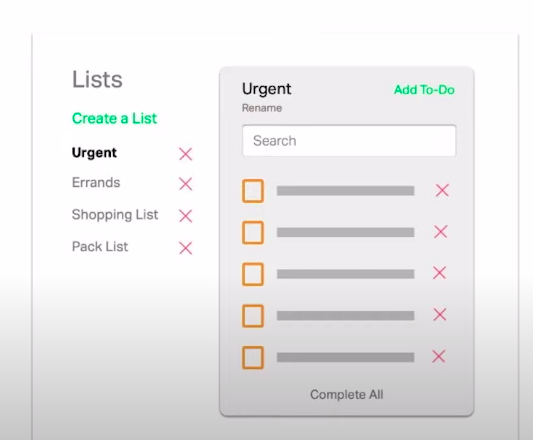 Lists
Create a List
Urgent
Errands
Shopping List
Pack List
Urgent
Add To-Do
Rename
Search
Complete All